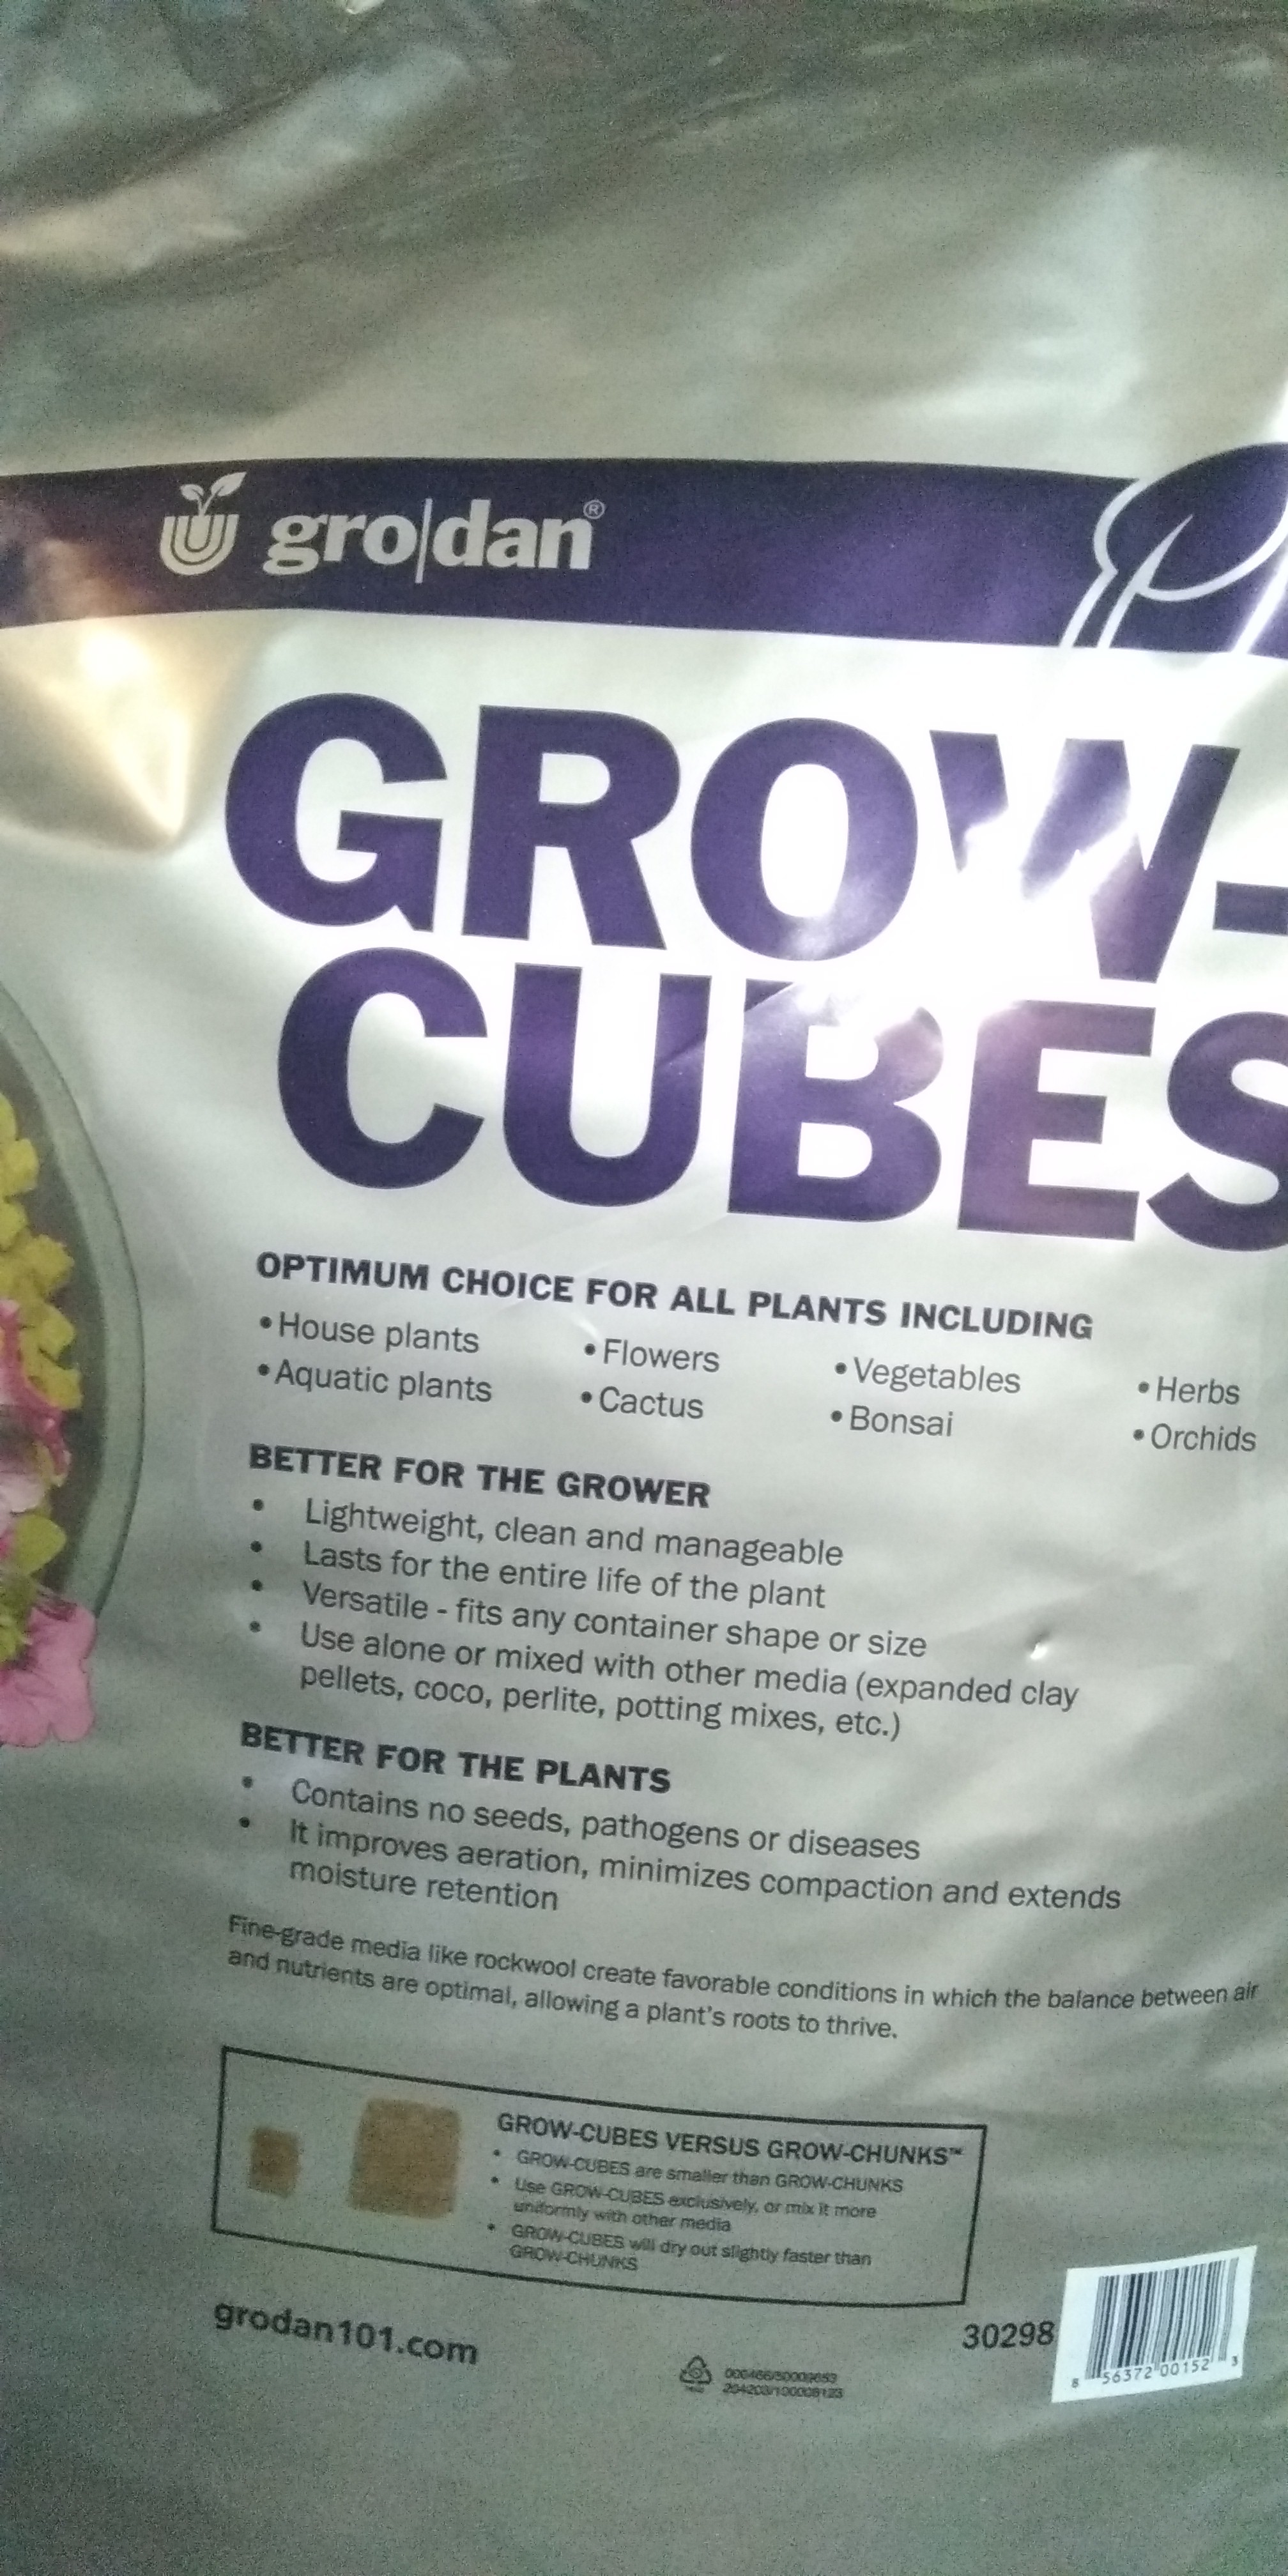 gro|dan®
GROW-
CUBES
OPTIMUM CHOICE FOR ALL PLANTS INCLUDING
•House plants •Flowers •Vegetables •Herbs
•Aquatic plants •Cactus •Bonsai •Orchids
BETTER FOR THE GROWER
• Lightweight, clean and manageable
• Lasts for the entire life of the plant
• Versatile - fits any container shape or size
• Use alone or mixed with other media (expanded clay
pellets, coco, perlite, potting mixes, etc.)
BETTER FOR THE PLANTS
• Contains no seeds, pathogens or diseases
• It improves aeration, minimizes compaction and extends
moisture retention
Fine-grade media like rockwool create favorable conditions in which the balance between air
and nutrients are optimal, allowing a plant's roots to thrive.
GROW-CUBES VERSUS GROW-CHUNKS™
• GROW-CUBES are smaller than GROW-CHUNKS
• Use GROW-CUBES exclusively, or mix it more
uniformly with other media
• GROW-CUBES will dry out slightly faster than
GROW-CHUNKS
grodan101.com
30298
8 56372 00152 3